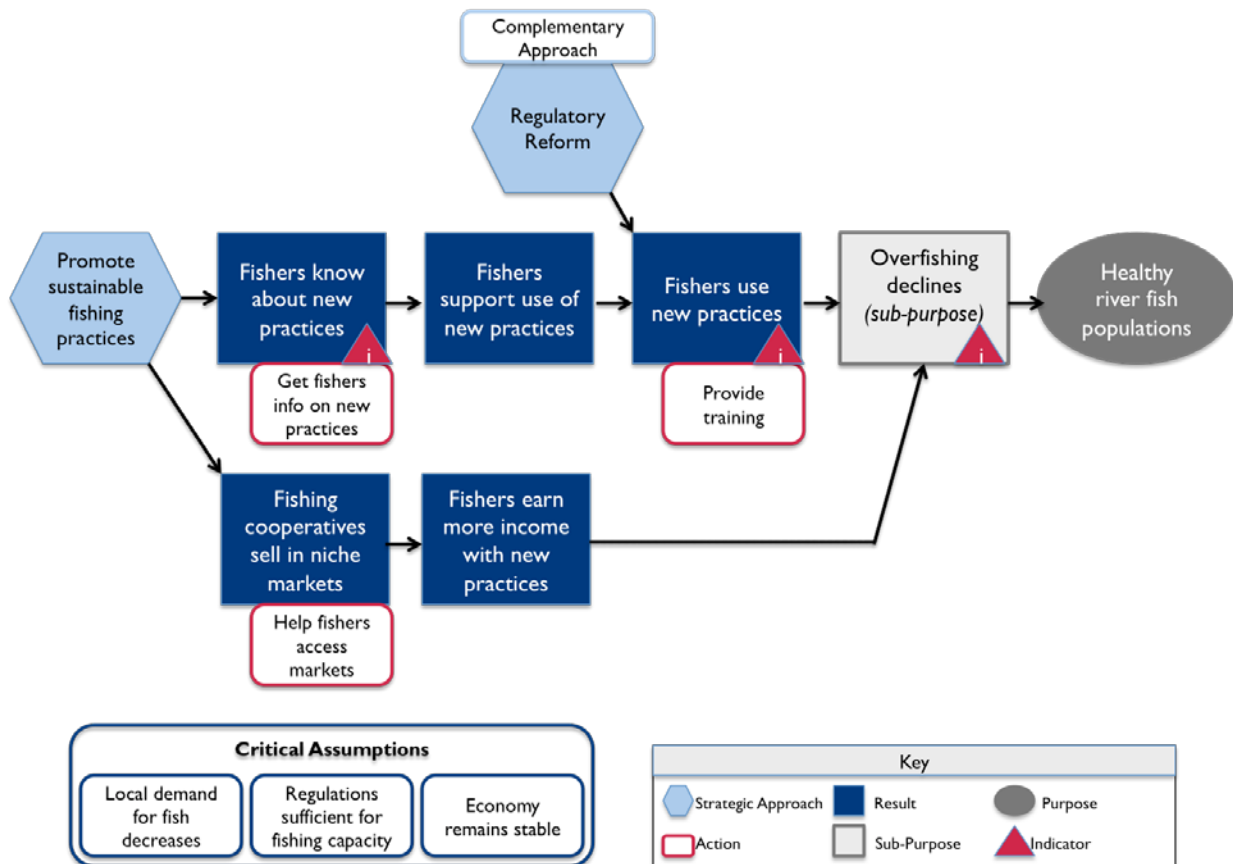 Complementary
Approach
Regulatory
Reform
Promote
sustainable
fishing
practices
Fishers know
about new
practices
i
Get fishers
info on new
practices
Fishers
support use of
new practices
Fishers use
new practices
i
Provide
training
Overfishing
declines
(sub-purpose)
i
Healthy
river fish
populations
Fishing
cooperatives
sell in niche
markets
Help fishers
access
markets
Fishers earn
more income
with new
practices
Critical Assumptions
Local demand
for fish
decreases
Regulations
sufficient for
fishing capacity
Economy
remains stable
Key
Strategic Approach
Result
Purpose
Action
Sub-Purpose
Indicator